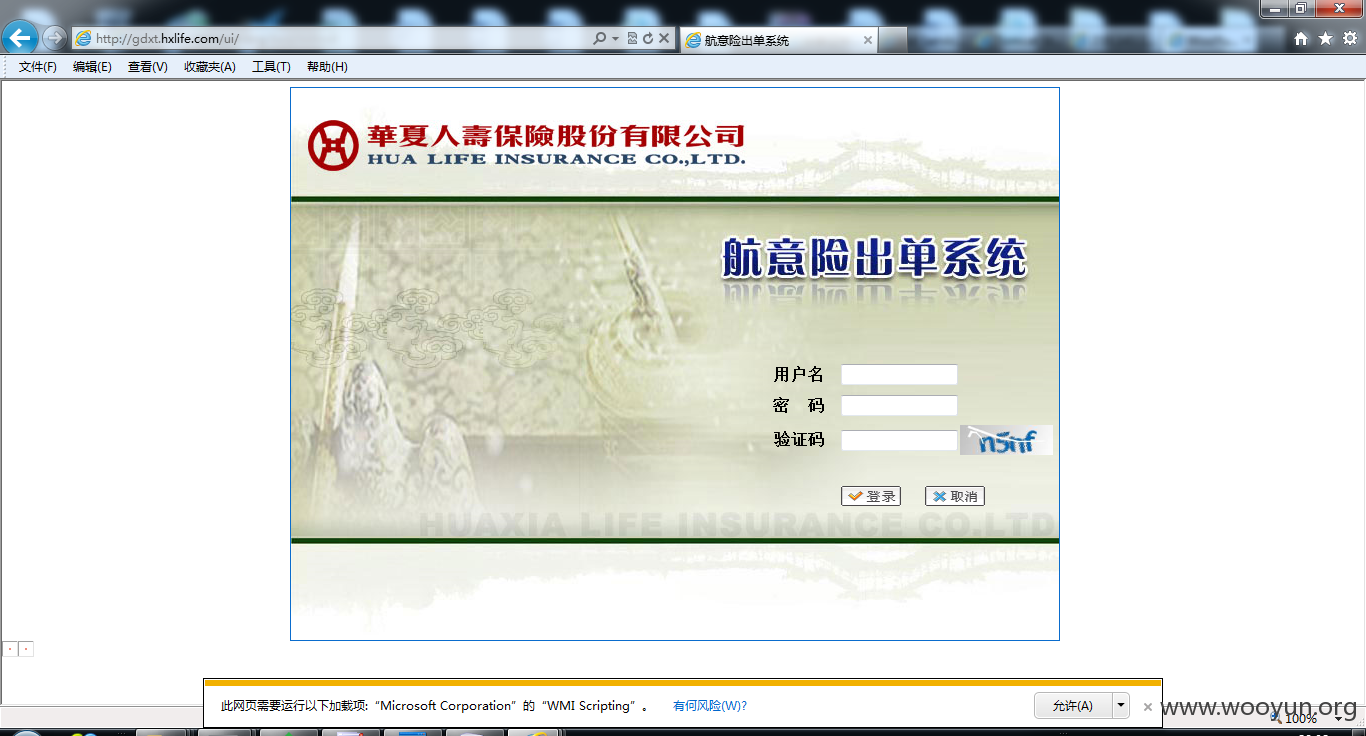 http://gdxt.hxlife.com/ui/
航意险出单系统
文件(F) 编辑(E) 查看(V) 收藏夹(A) 工具(T) 帮助(H)
華夏人壽保險股份有限公司
HUA LIFE INSURANCE CO.,LTD.
航意险出单系统
用户名
密 码
验证码
n5nf
登录 取消
HUAXIA LIFE INSURANCE CO.LTD
此网页需要运行以下加载项:“Microsoft Corporation”的“WMI Scripting”。 有何风险(W)? 允许(A)
www.wooyun.org
100%